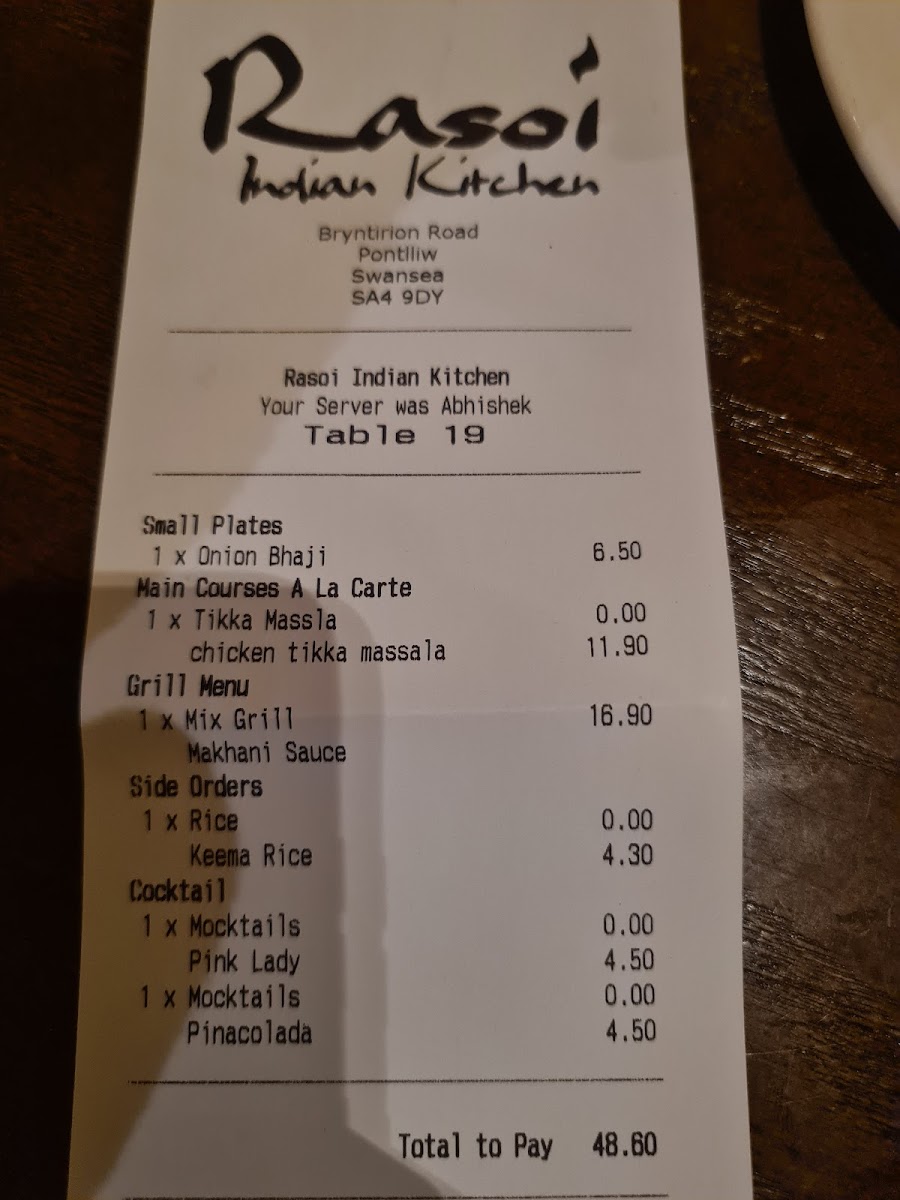 Rasoi
Indian Kitchen
Bryntirion Road
Pontlliw
Swansea
SA4 9DY
Rasoi Indian Kitchen
Your Server was Abhishek
Table 19
Small Plates
1 x Onion Bhaji 6.50
Main Courses A La Carte
1 x Tikka Massla 0.00
chicken tikka massala 11.90
Grill Menu
1 x Mix Grill 16.90
Makhani Sauce
Side Orders
1 x Rice 0.00
Keema Rice 4.30
Cocktail
1 x Mocktails 0.00
Pink Lady 4.50
1 x Mocktails 0.00
Pinacolada 4.50
Total to Pay 48.60